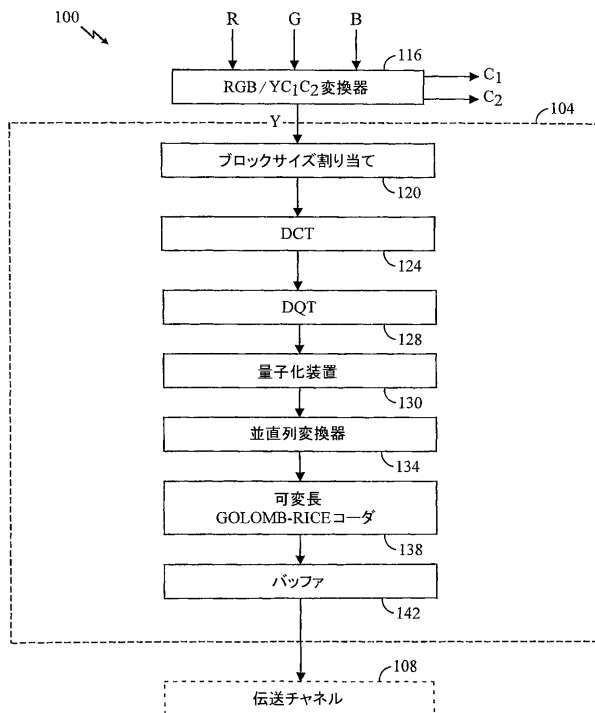 100
R G B
116
RGB/YC₁C₂変換器
C₁
C₂
104
Y
ブロックサイズ割り当て
120
DCT
124
DQT
128
量子化装置
130
並直列変換器
134
可変長
GOLOMB-RICEコーダ
138
バッファ
142
108
伝送チャネル